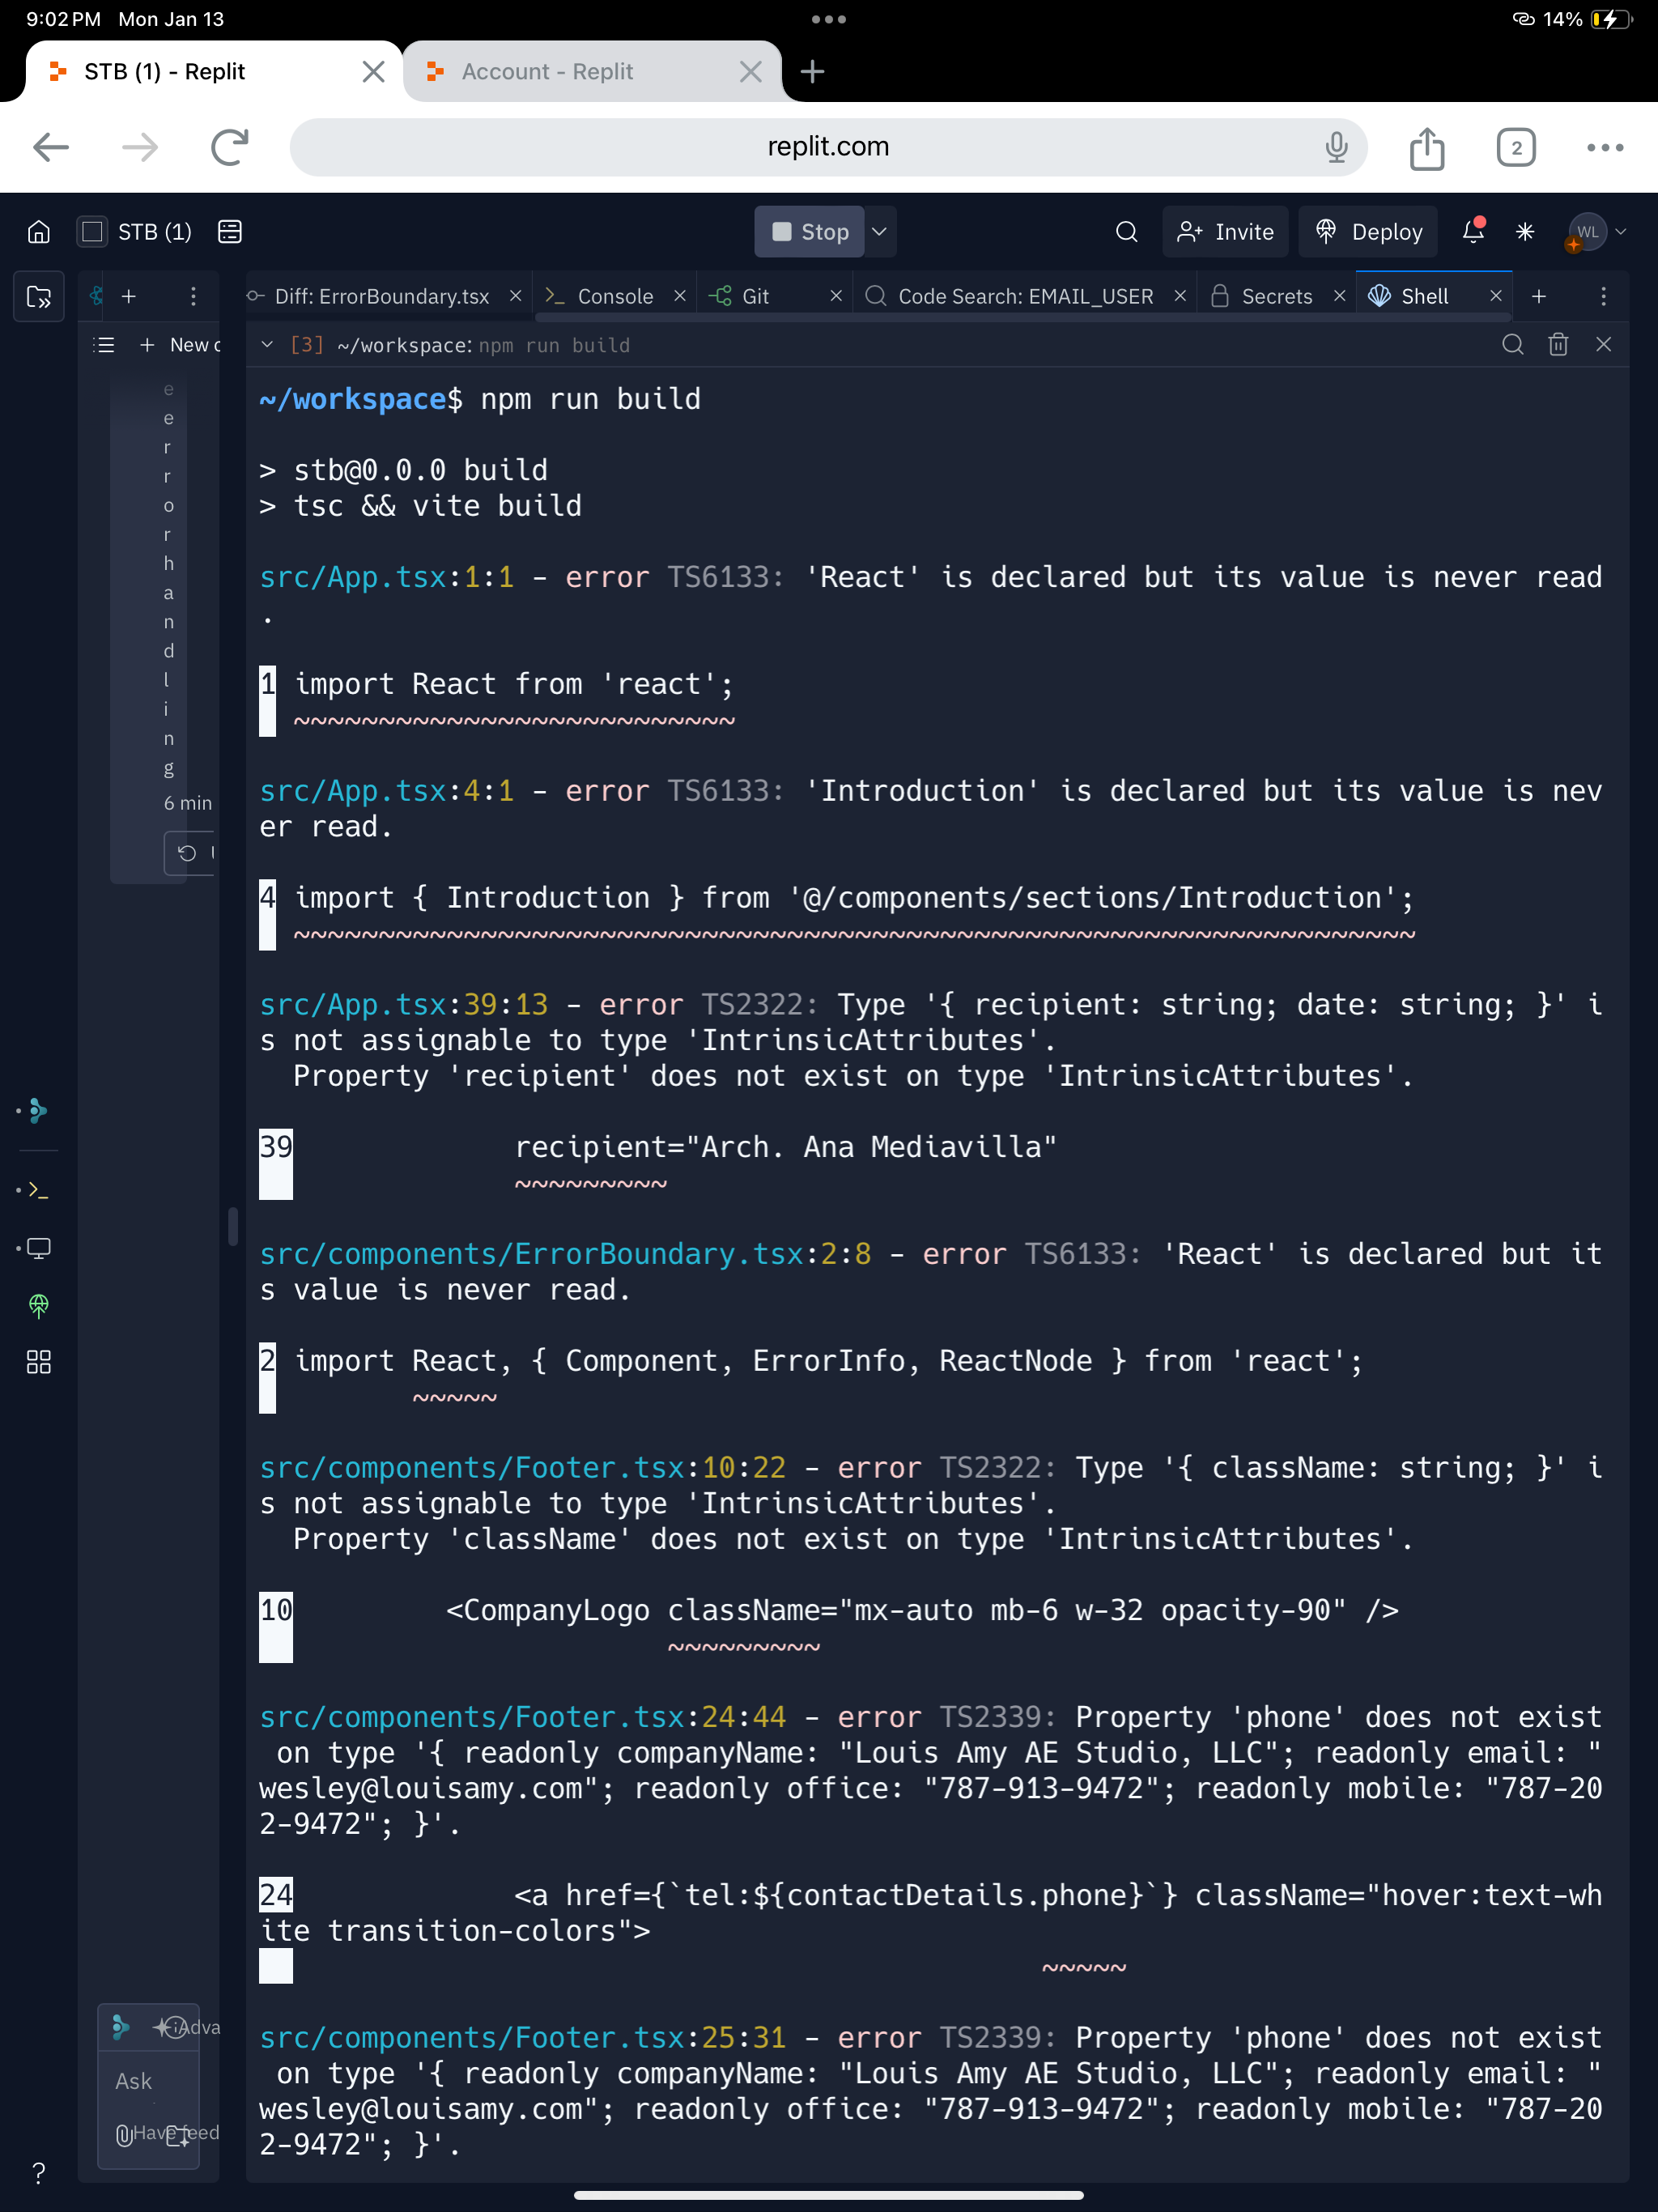 9:02 PM Mon Jan 13
14%
STB (1) - Replit
Account - Replit
replit.com
2
STB (1)
Stop
Invite
Deploy
WL
Diff: ErrorBoundary.tsx
Console
Git
Code Search: EMAIL_USER
Secrets
Shell
New
[3] ~/workspace: npm run build
e
e
r
r
o
r
h
a
n
d
l
i
n
g
6 min
~/workspace$ npm run build
> stb@0.0.0 build
> tsc && vite build
src/App.tsx:1:1 - error TS6133: 'React' is declared but its value is never read
.
1 import React from 'react';
~~~~~~~~~~~~~~~~~~~~~~~~~~
src/App.tsx:4:1 - error TS6133: 'Introduction' is declared but its value is nev
er read.
4 import { Introduction } from '@/components/sections/Introduction';
~~~~~~~~~~~~~~~~~~~~~~~~~~~~~~~~~~~~~~~~~~~~~~~~~~~~~~~~~~~~~~~~~~
src/App.tsx:39:13 - error TS2322: Type '{ recipient: string; date: string; }' i
s not assignable to type 'IntrinsicAttributes'.
Property 'recipient' does not exist on type 'IntrinsicAttributes'.
39 recipient="Arch. Ana Mediavilla"
~~~~~~~~~
src/components/ErrorBoundary.tsx:2:8 - error TS6133: 'React' is declared but it
s value is never read.
2 import React, { Component, ErrorInfo, ReactNode } from 'react';
~~~~~
src/components/Footer.tsx:10:22 - error TS2322: Type '{ className: string; }' i
s not assignable to type 'IntrinsicAttributes'.
Property 'className' does not exist on type 'IntrinsicAttributes'.
10 <CompanyLogo className="mx-auto mb-6 w-32 opacity-90" />
~~~~~~~~~
src/components/Footer.tsx:24:44 - error TS2339: Property 'phone' does not exist
on type '{ readonly companyName: "Louis Amy AE Studio, LLC"; readonly email: "
wesley@louisamy.com"; readonly office: "787-913-9472"; readonly mobile: "787-20
2-9472"; }'.
24 <a href={`tel:${contactDetails.phone}`} className="hover:text-wh
ite transition-colors">
~~~~~
src/components/Footer.tsx:25:31 - error TS2339: Property 'phone' does not exist
on type '{ readonly companyName: "Louis Amy AE Studio, LLC"; readonly email: "
wesley@louisamy.com"; readonly office: "787-913-9472"; readonly mobile: "787-20
2-9472"; }'.
Adva
Ask
Have feed
?